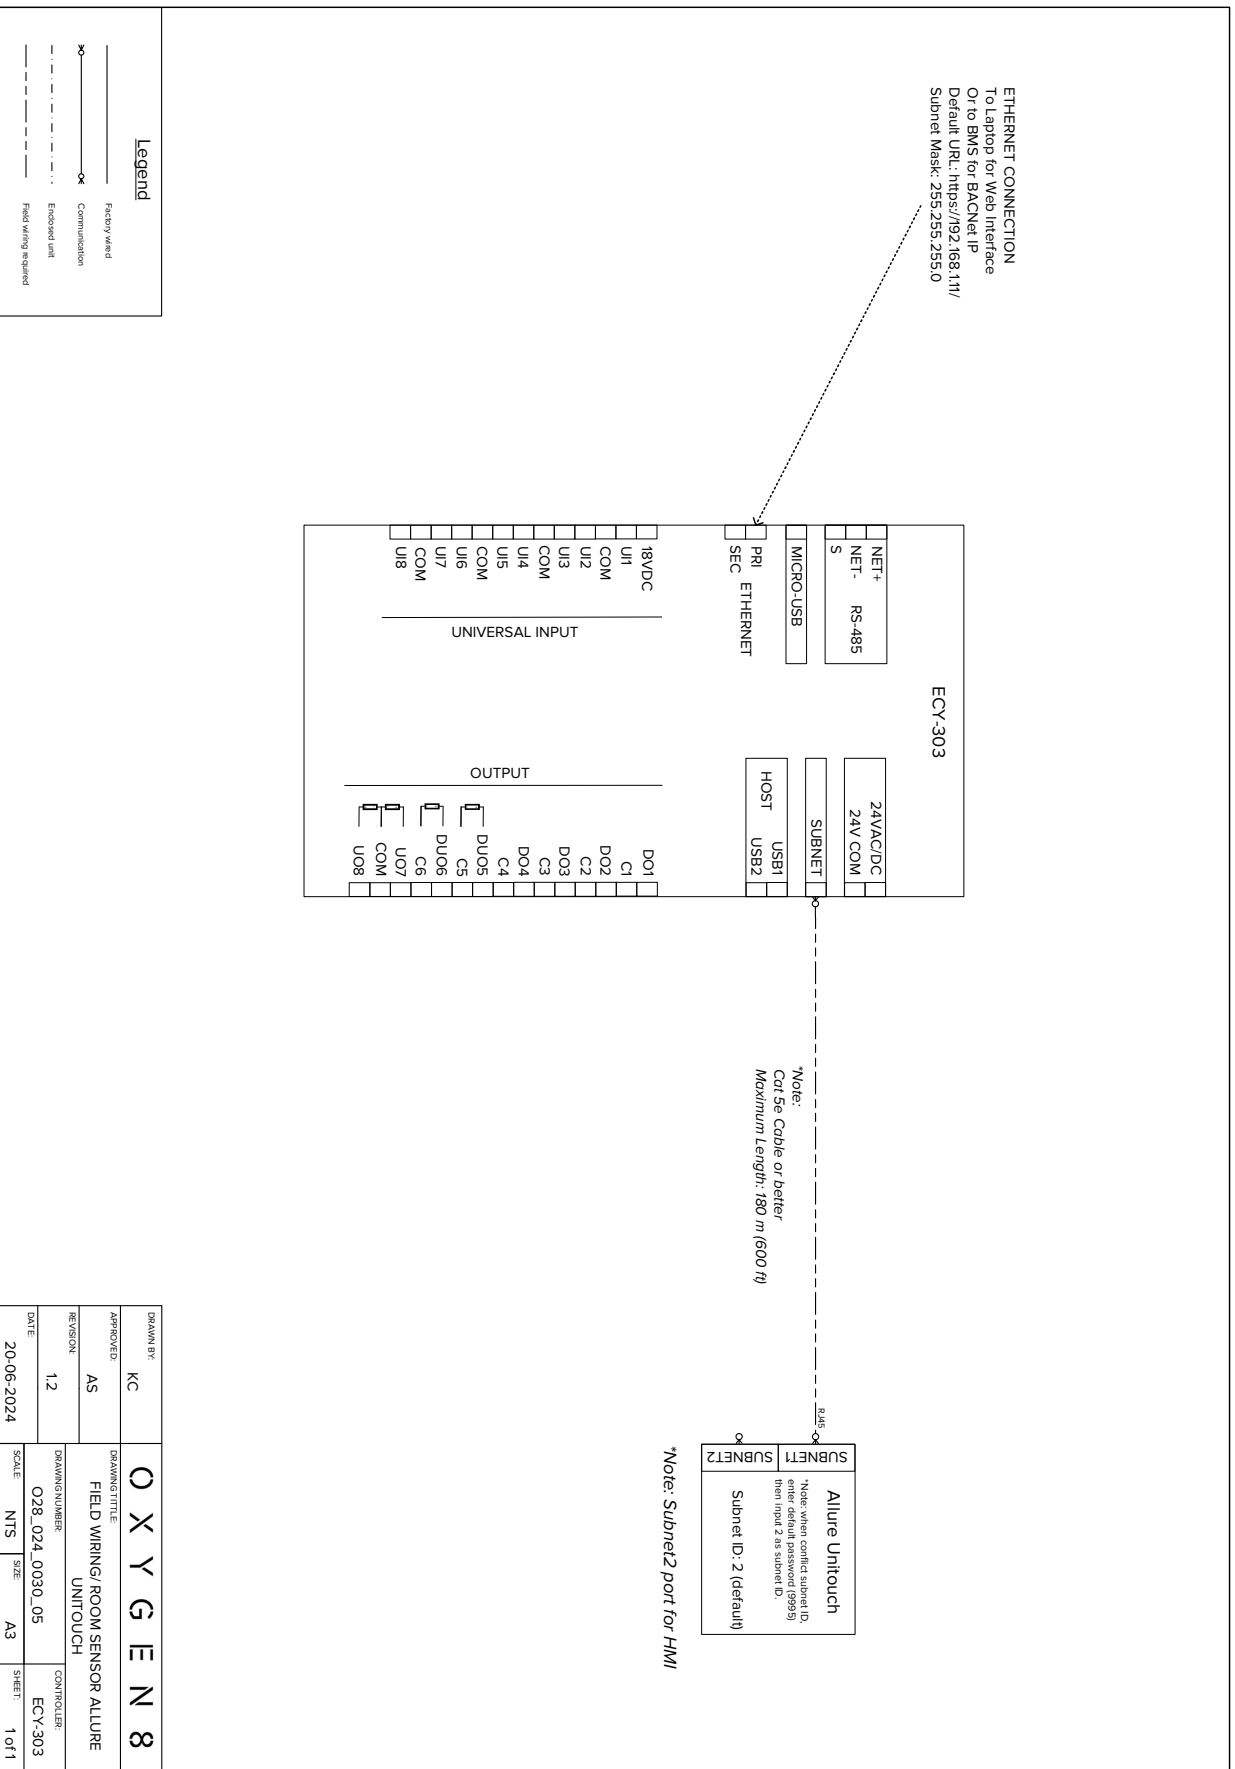 ETHERNET CONNECTION
To Laptop for Web Interface
Or to BMS for BACNet IP
Default URL: https://192.168.1.11/
Subnet Mask: 255.255.255.0
ECY-303
NET+
NET-
S
RS-485
MICRO-USB
PRI
SEC
ETHERNET
18VDC
UI1
COM
UI2
UI3
COM
UI4
UI5
COM
UI6
UI7
COM
UI8
UNIVERSAL INPUT
24VAC/DC
24V COM
SUBNET
HOST
USB1
USB2
OUTPUT
DO1
C1
DO2
C2
DO3
C3
DO4
C4
DUO5
C5
DUO6
C6
UO7
COM
UO8
*Note:
Cat 5e Cable or better
Maximum Length: 180 m (600 ft)
RJ45
SUBNET1
SUBNET2
Allure Unitouch
*Note: when conflict subnet ID,
enter default password (9995)
then input 2 as subnet ID.
Subnet ID: 2 (default)
*Note: Subnet2 port for HMI
Legend
Factory wired
Communication
Enclosed unit
Field wiring required
DRAWN BY:
KC
APPROVED:
AS
REVISION:
1.2
DATE:
20-06-2024
OXYGEN8
DRAWING TITTLE:
FIELD WIRING/ ROOM SENSOR ALLURE
UNITOUCH
DRAWING NUMBER:
O28_024_0030_05
CONTROLLER:
ECY-303
SCALE:
NTS
SIZE:
A3
SHEET:
1 of 1